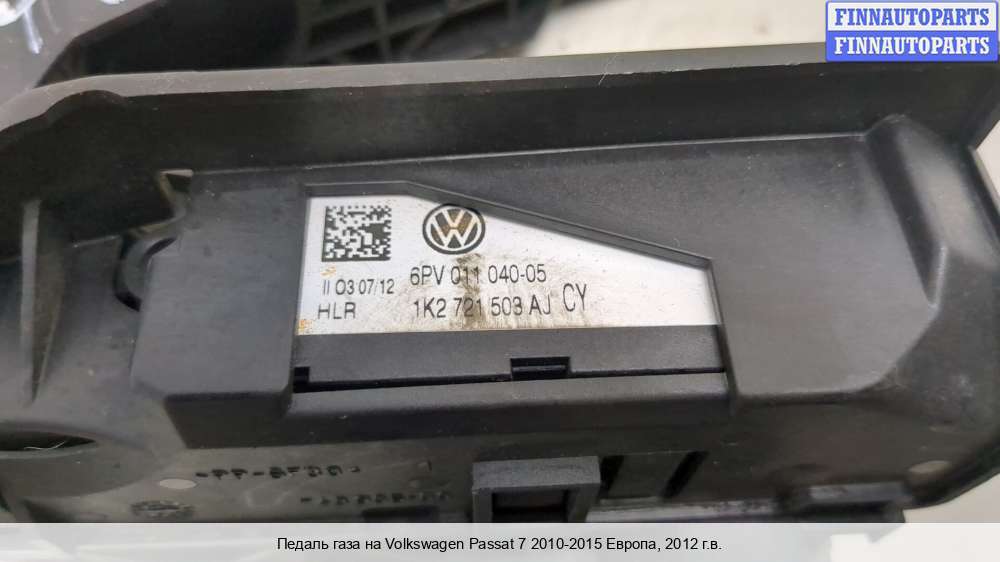 FINNAUTOPARTS
FINNAUTOPARTS
6PV 011 040-05
II 03 07/12
1K2 721 503 AJ CY
HLR
Педаль газа на Volkswagen Passat 7 2010-2015 Европа, 2012 г.в.